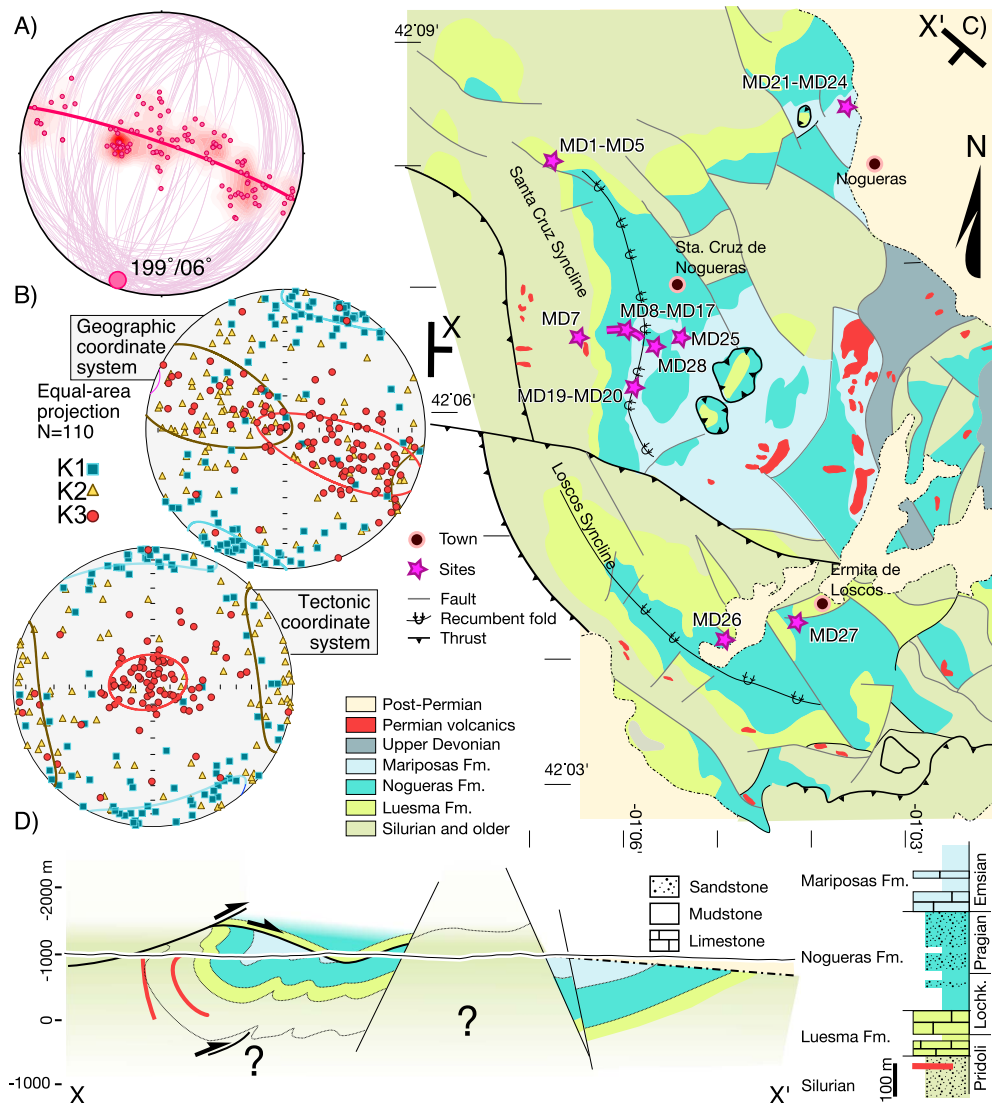 A)
199°/06°
B)
Geographic
coordinate
system
Equal-area
projection
N=110
K1
K2
K3
Tectonic
coordinate
system
C)
X'
N
X
42°09'
42°06'
42°03'
-01°06'
-01°03'
MD21-MD24
MD1-MD5
Nogueras
Santa Cruz Syncline
Sta. Cruz de
Nogueras
MD7
MD8-MD17
MD25
MD28
MD19-MD20
Loscos Syncline
Ermita de
Loscos
MD26
MD27
Town
Sites
Fault
Recumbent fold
Thrust
Post-Permian
Permian volcanics
Upper Devonian
Mariposas Fm.
Nogueras Fm.
Luesma Fm.
Silurian and older
D)
-2000 m
-1000
0
-1000
X
X'
?
?
Sandstone
Mudstone
Limestone
Mariposas Fm.
Nogueras Fm.
Luesma Fm.
Silurian
100 m
Emsian
Pragian
Lochk.
Pridoli